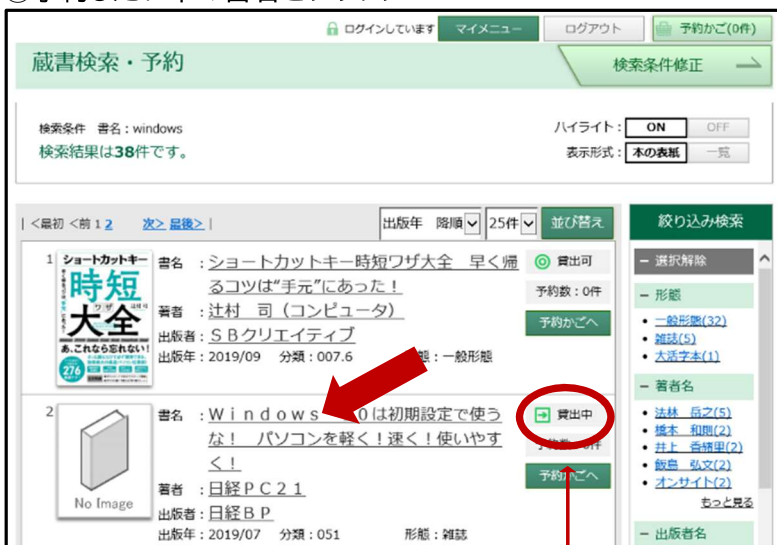 ログインしています マイメニュー ログアウト 予約かご(0件)
蔵書検索・予約
検索条件修正
検索条件 書名：windows
検索結果は38件です。
ハイライト： ON OFF
表示形式： 本の表紙 一覧
| <最初 <前 1 2 次> 最後> |
出版年 降順 25件 並び替え
絞り込み検索
1
ショートカットキー
時短
ワザ
大全
あ、これなら忘れない!
276
書名 ：ショートカットキー時短ワザ大全 早く帰
るコツは“手元”にあった！
著者 ：辻村 司（コンピュータ）
出版者：ＳＢクリエイティブ
出版年：2019/09 分類：007.6 ：一般形態
貸出可
予約数：0件
予約かごへ
2
No Image
書名 ：Ｗｉｎｄｏｗｓ ０は初期設定で使う
な！ パソコンを軽く！速く！使いやす
く！
著者 ：日経ＰＣ２１
出版者：日経ＢＰ
出版年：2019/07 分類：051 形態：雑誌
貸出中
予約かごへ
－ 選択解除
－ 形態
• 一般形態(32)
• 雑誌(5)
• 大活字本(1)
－ 著者名
• 法林 岳之(5)
• 橋本 和則(2)
• 井上 香緒里(2)
• 飯島 弘文(2)
• オンサイト(2)
もっと見る
－ 出版者名